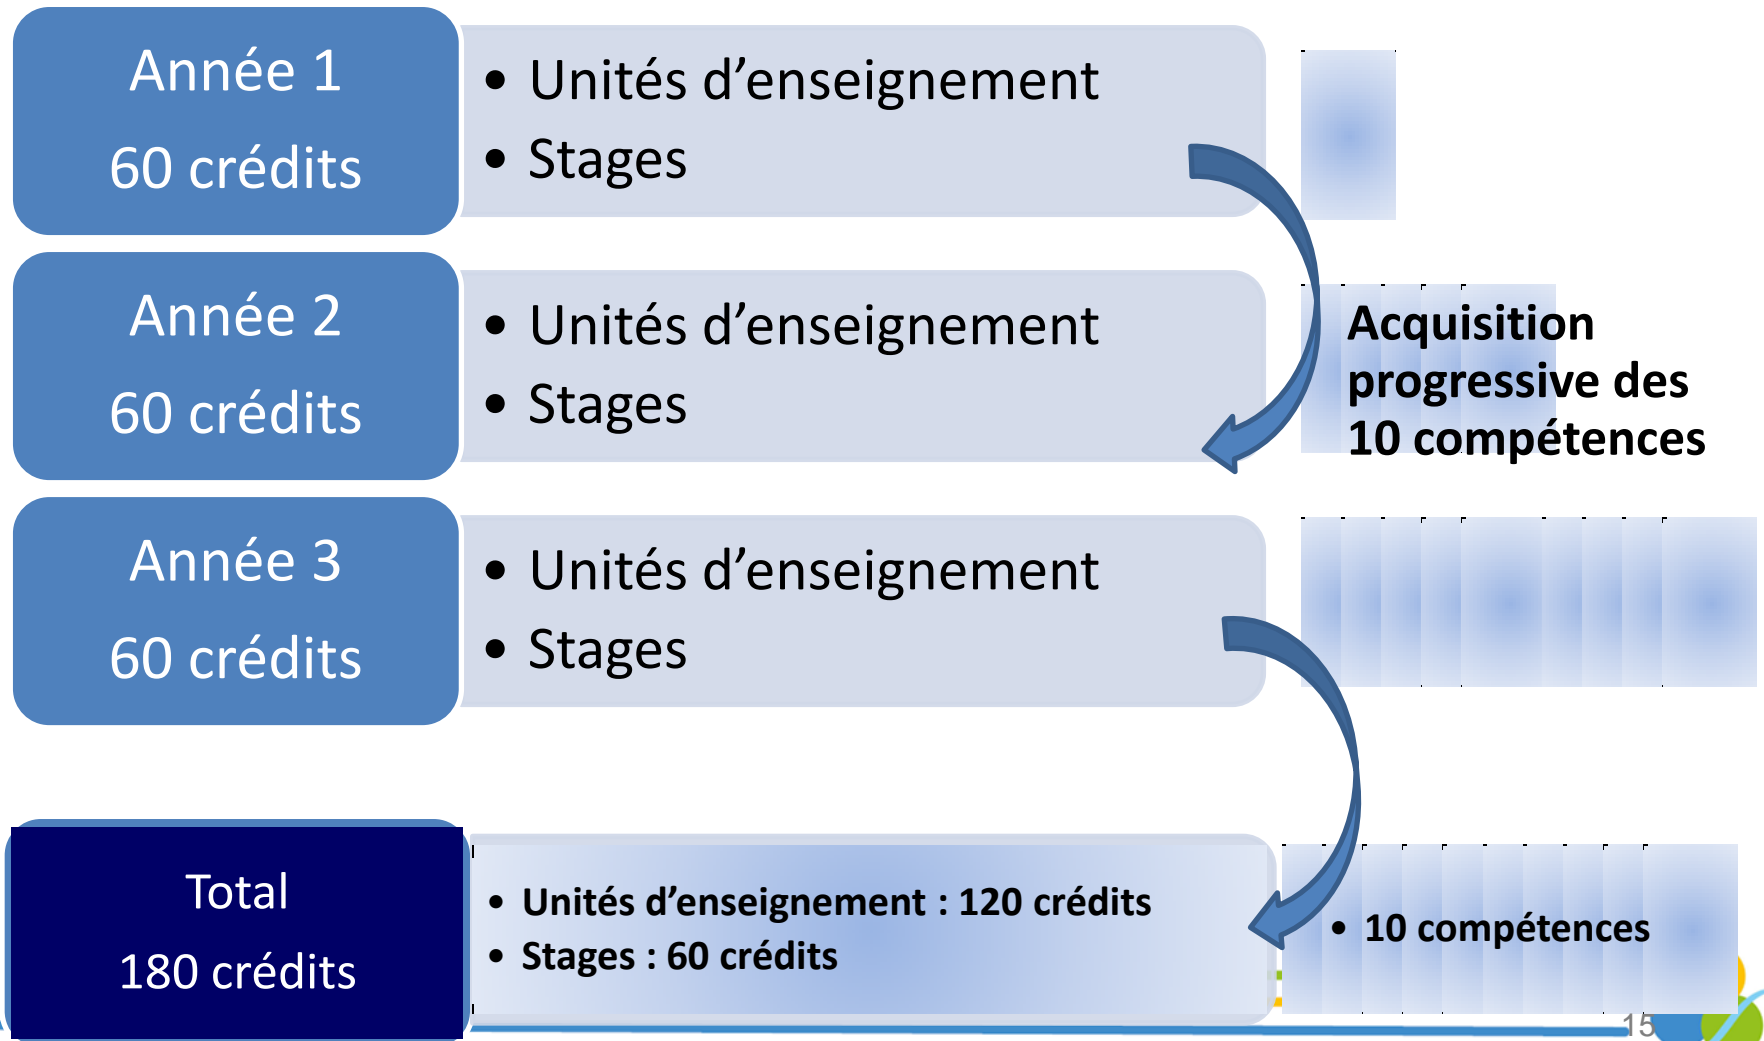 Année 1
60 crédits
• Unités d’enseignement
• Stages
Année 2
60 crédits
• Unités d’enseignement
• Stages
Acquisition
progressive des
10 compétences
Année 3
60 crédits
• Unités d’enseignement
• Stages
Total
180 crédits
• Unités d’enseignement : 120 crédits
• Stages : 60 crédits
• 10 compétences
15